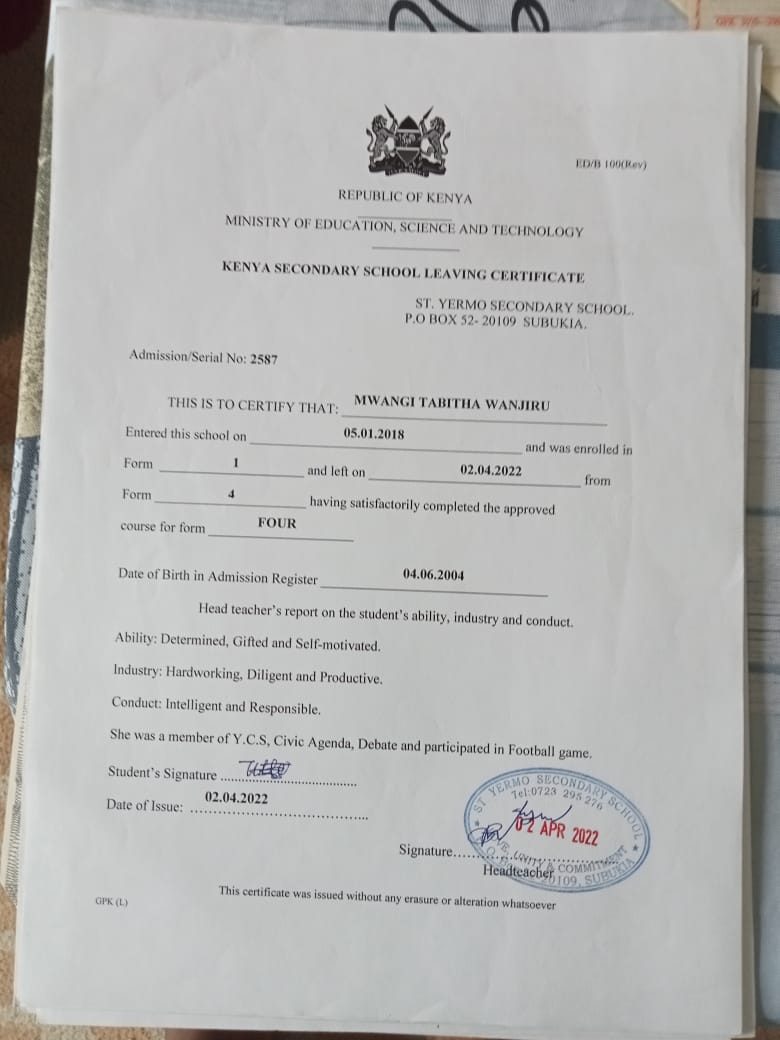 ED/B 100(Rev)
REPUBLIC OF KENYA
MINISTRY OF EDUCATION, SCIENCE AND TECHNOLOGY
KENYA SECONDARY SCHOOL LEAVING CERTIFICATE
ST. YERMO SECONDARY SCHOOL.
P.O BOX 52- 20109 SUBUKIA.
Admission/Serial No: 2587
THIS IS TO CERTIFY THAT: MWANGI TABITHA WANJIRU
Entered this school on 05.01.2018 and was enrolled in
Form 1 and left on 02.04.2022 from
Form 4 having satisfactorily completed the approved
course for form FOUR
Date of Birth in Admission Register 04.06.2004
Head teacher's report on the student's ability, industry and conduct.
Ability: Determined, Gifted and Self-motivated.
Industry: Hardworking, Diligent and Productive.
Conduct: Intelligent and Responsible.
She was a member of Y.C.S, Civic Agenda, Debate and participated in Football game.
Student's Signature
Date of Issue: 02.04.2022
ST YERMO SECONDARY SCHOOL
Tel:0723 295 276
02 APR 2022
UNITY & COMMITMENT
20109, SUBUKIA
Signature
Headteacher
This certificate was issued without any erasure or alteration whatsoever
GPK (L)